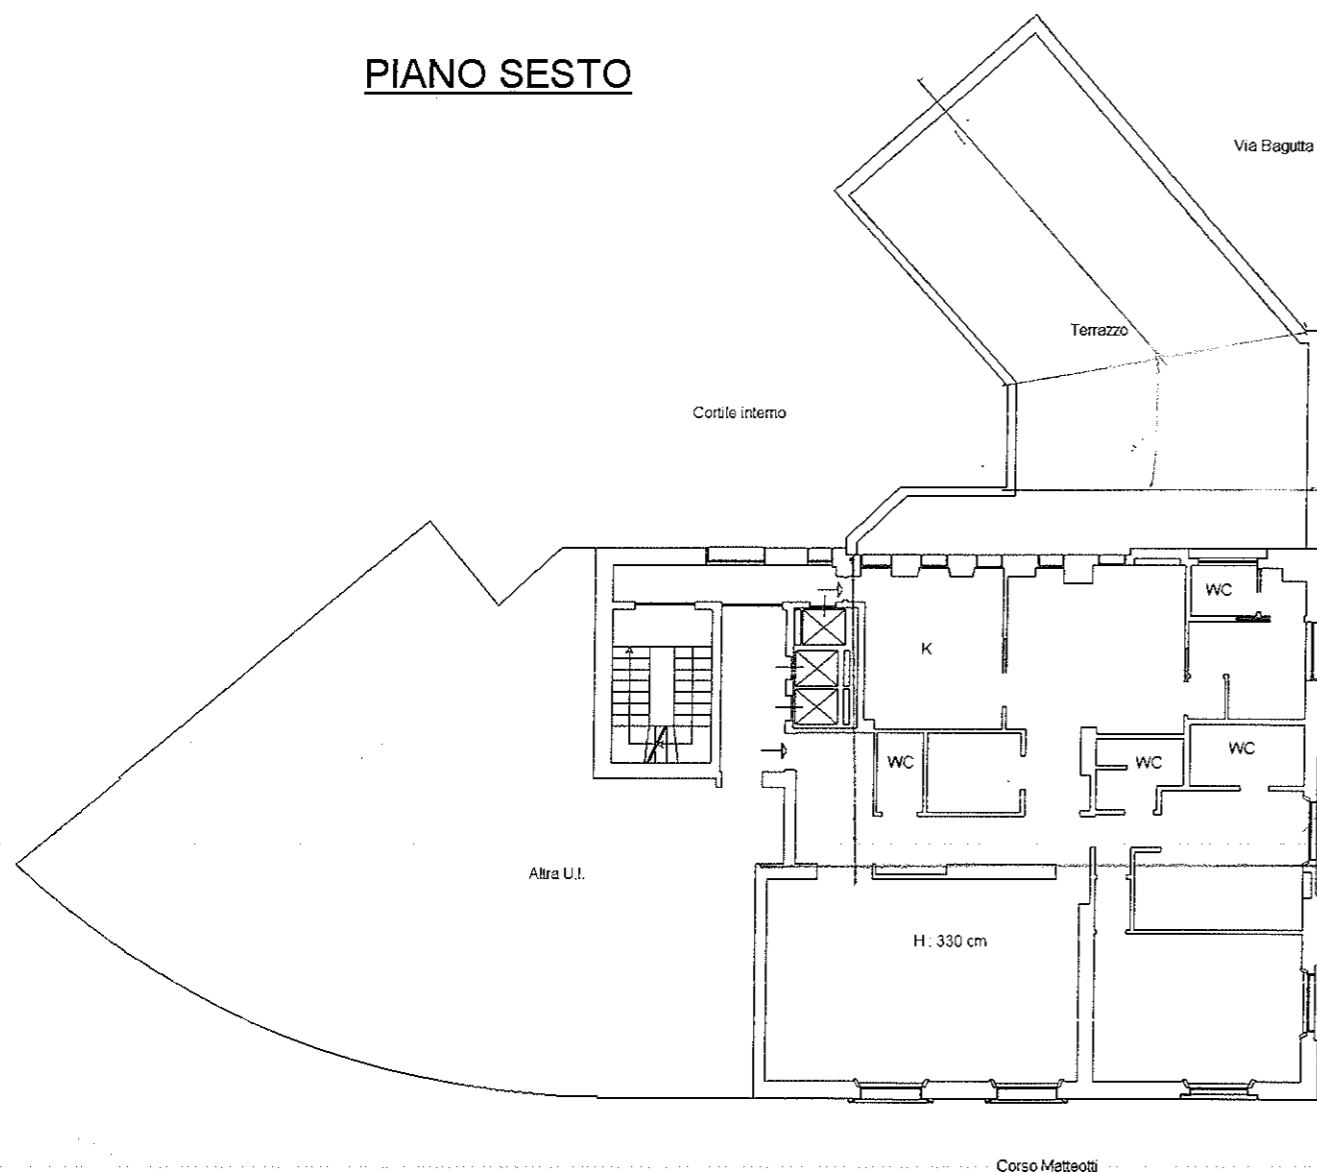 PIANO SESTO
Via Bagutta
Terrazzo
Cortile interno
WC
K
WC
WC
WC
Altra U.I.
H : 330 cm
Corso Matteotti